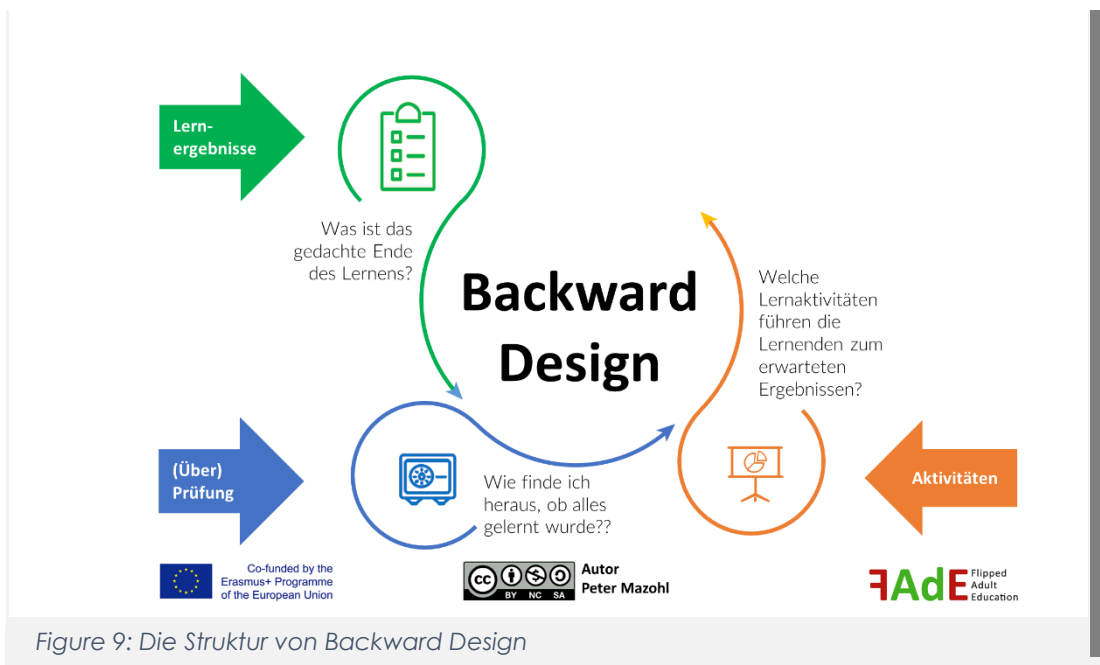 Lern-
ergebnisse
Was ist das
gedachte Ende
des Lernens?
Backward
Design
Welche
Lernaktivitäten
führen die
Lernenden zum
erwarteten
Ergebnissen?
(Über)
Prüfung
Wie finde ich
heraus, ob alles
gelernt wurde??
Aktivitäten
Co-funded by the
Erasmus+ Programme
of the European Union
cc
BY NC SA
Autor
Peter Mazohl
FAdE
Flipped
Adult
Education
Figure 9: Die Struktur von Backward Design